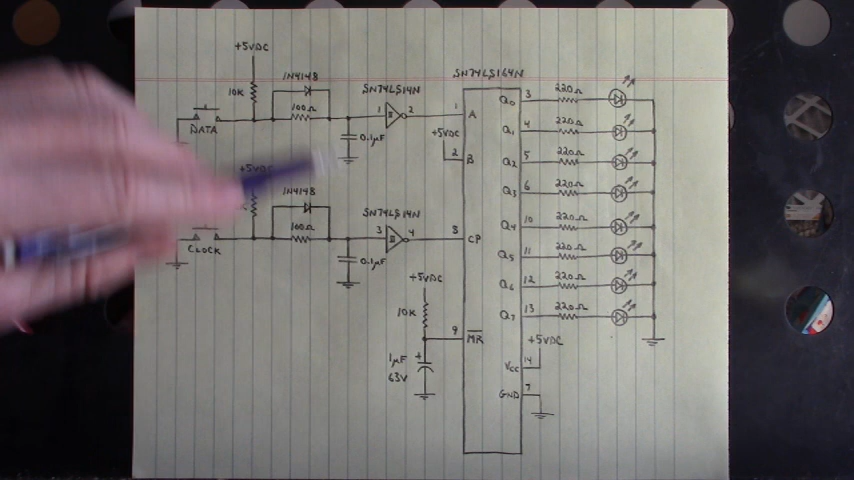 +5VDC
1N4148
10K
100Ω
DATA
0.1µF
SN74LS14N
1
2
+5VDC
1N4148
100Ω
CLOCK
0.1µF
SN74LS14N
3
4
+5VDC
10K
1µF
+
63V
SN74LS164N
1
A
+5VDC
2
B
8
CP
9
MR
Q0 3 220Ω
Q1 4 220Ω
Q2 5 220Ω
Q3 6 220Ω
Q4 10 220Ω
Q5 11 220Ω
Q6 12 220Ω
Q7 13 220Ω
+5VDC
VCC 14
GND 7